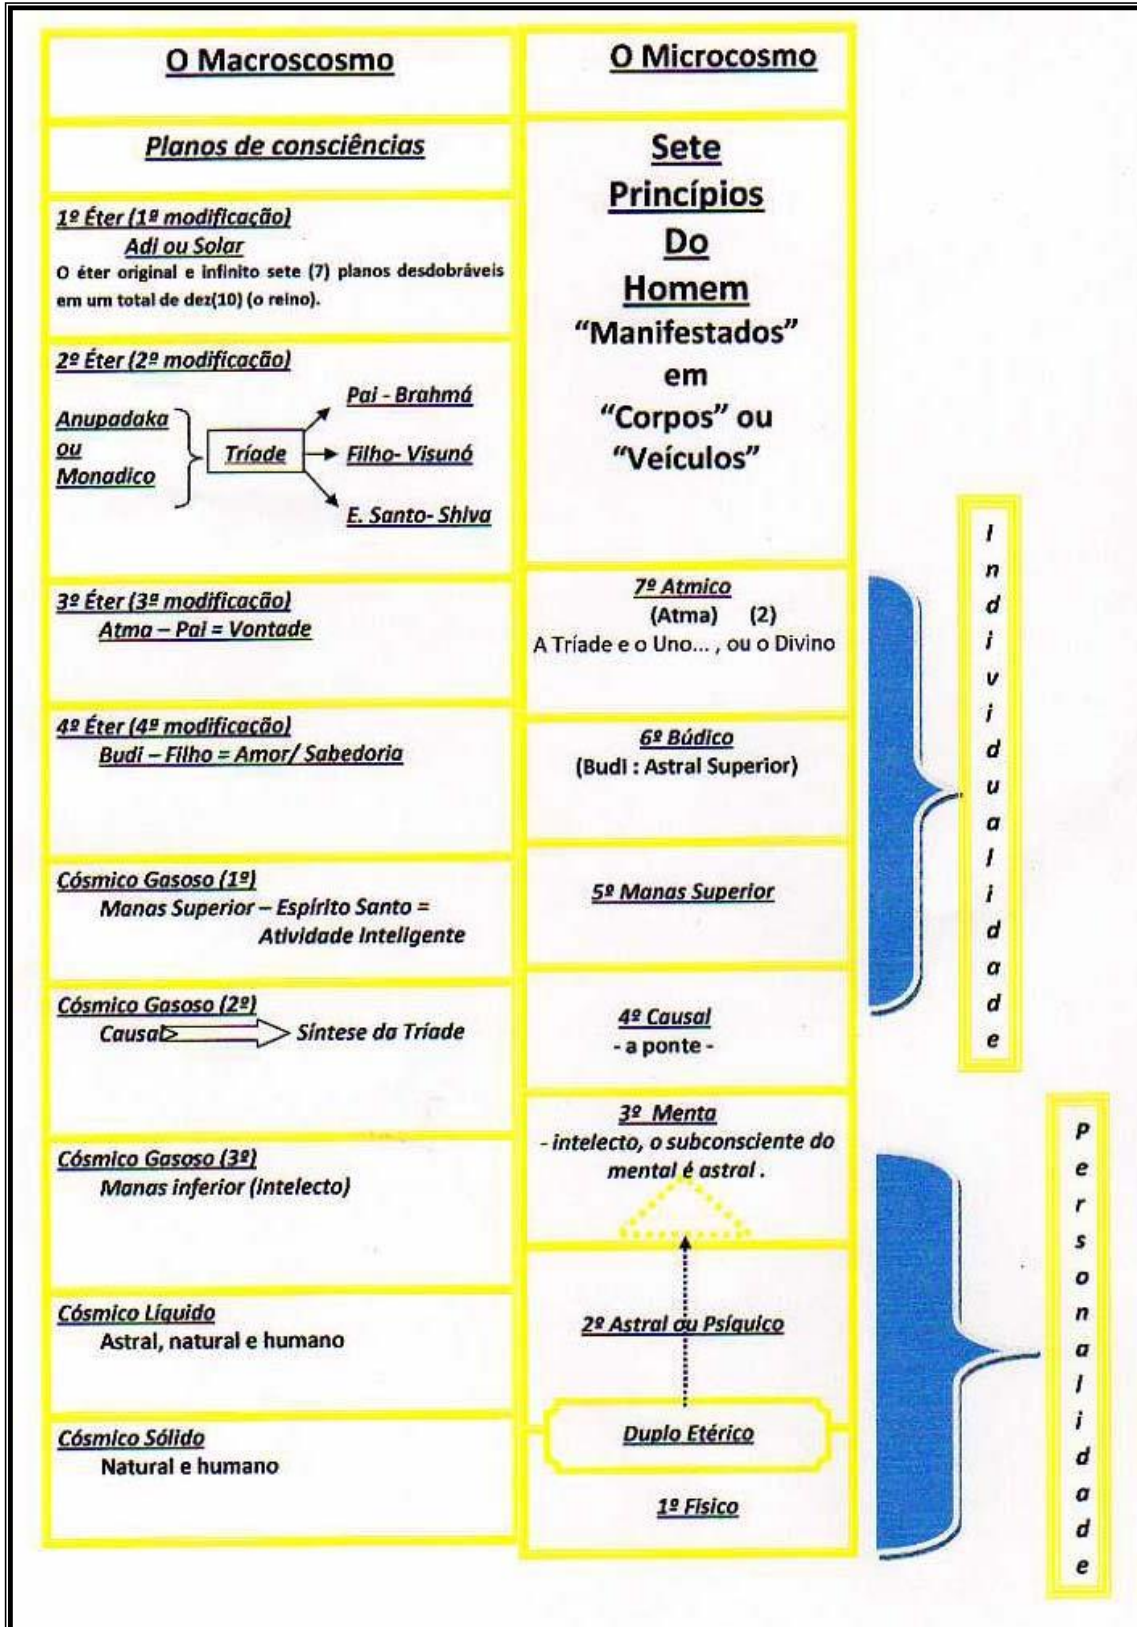 O Macroscosmo
Planos de consciências
1º Éter (1ª modificação)
Adi ou Solar
O éter original e infinito sete (7) planos desdobráveis
em um total de dez(10) (o reino).
2º Éter (2ª modificação)
Anupadaka
ou
Monadico
Tríade
Pai - Brahmá
Filho- Visunó
E. Santo- Shiva
3º Éter (3ª modificação)
Atma – Pai = Vontade
4º Éter (4ª modificação)
Budi – Filho = Amor/ Sabedoria
Cósmico Gasoso (1º)
Manas Superior – Espírito Santo =
Atividade Inteligente
Cósmico Gasoso (2º)
Causal
Síntese da Tríade
Cósmico Gasoso (3º)
Manas inferior (intelecto)
Cósmico Líquido
Astral, natural e humano
Cósmico Sólido
Natural e humano
O Microcosmo
Sete
Princípios
Do
Homem
“Manifestados”
em
“Corpos” ou
“Veículos”
7º Atmico
(Atma) (2)
A Tríade e o Uno... , ou o Divino
6º Búdico
(Budi : Astral Superior)
5º Manas Superior
4º Causal
- a ponte -
3º Menta
- intelecto, o subconsciente do
mental é astral .
2º Astral ou Psíquico
Duplo Etérico
1º Fisico
Individualidade
Personalidade